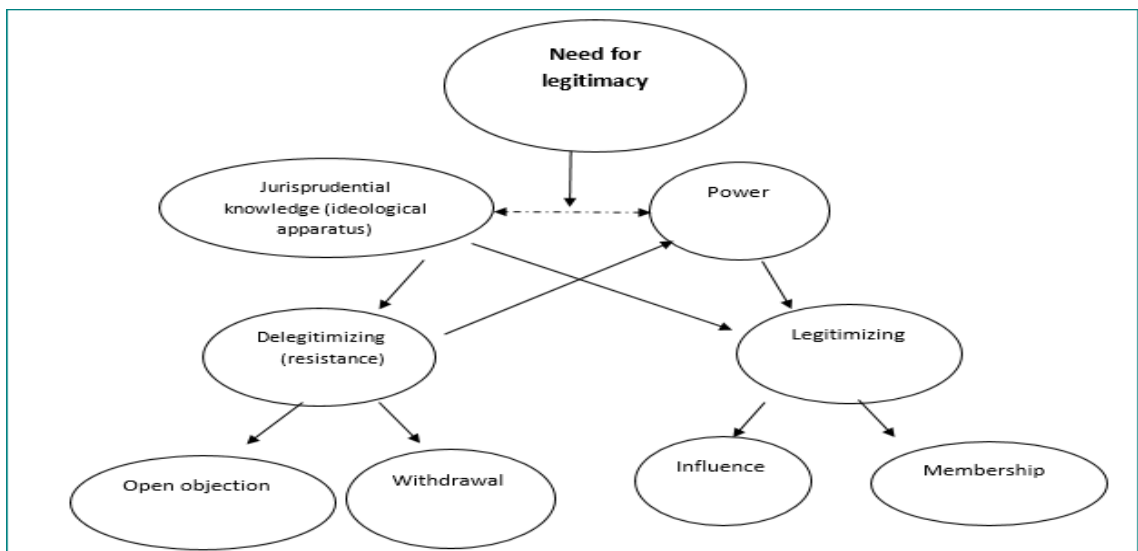 Need for
legitimacy
Jurisprudential
knowledge (ideological
apparatus)
Power
Delegitimizing
(resistance)
Legitimizing
Open objection
Withdrawal
Influence
Membership